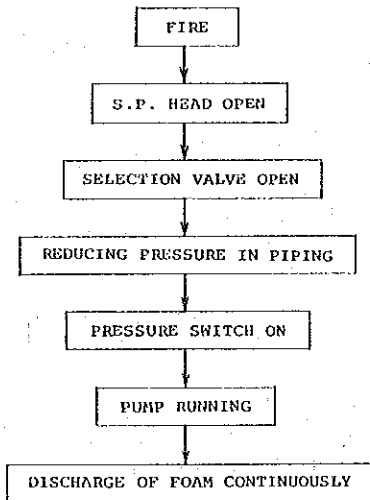 FIRE
S.P. HEAD OPEN
SELECTION VALVE OPEN
REDUCING PRESSURE IN PIPING
PRESSURE SWITCH ON
PUMP RUNNING
DISCHARGE OF FOAM CONTINUOUSLY